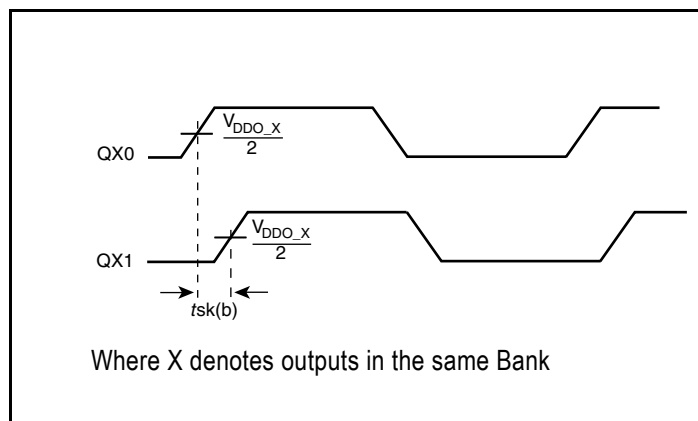 QX0
V_DDO_X
2
QX1
V_DDO_X
2
tsk(b)
Where X denotes outputs in the same Bank